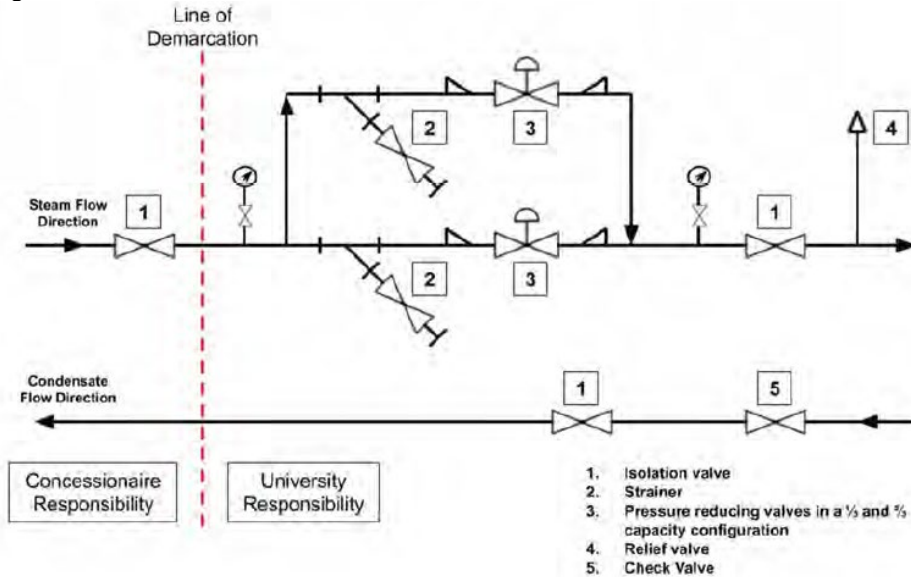 Line of
Demarcation
2
3
4
Steam Flow
Direction
1
1
2
3
Condensate
Flow Direction
1
5
Concessionaire
Responsibility
University
Responsibility
1. Isolation valve
2. Strainer
3. Pressure reducing valves in a ⅓ and ⅔
capacity configuration
4. Relief valve
5. Check Valve